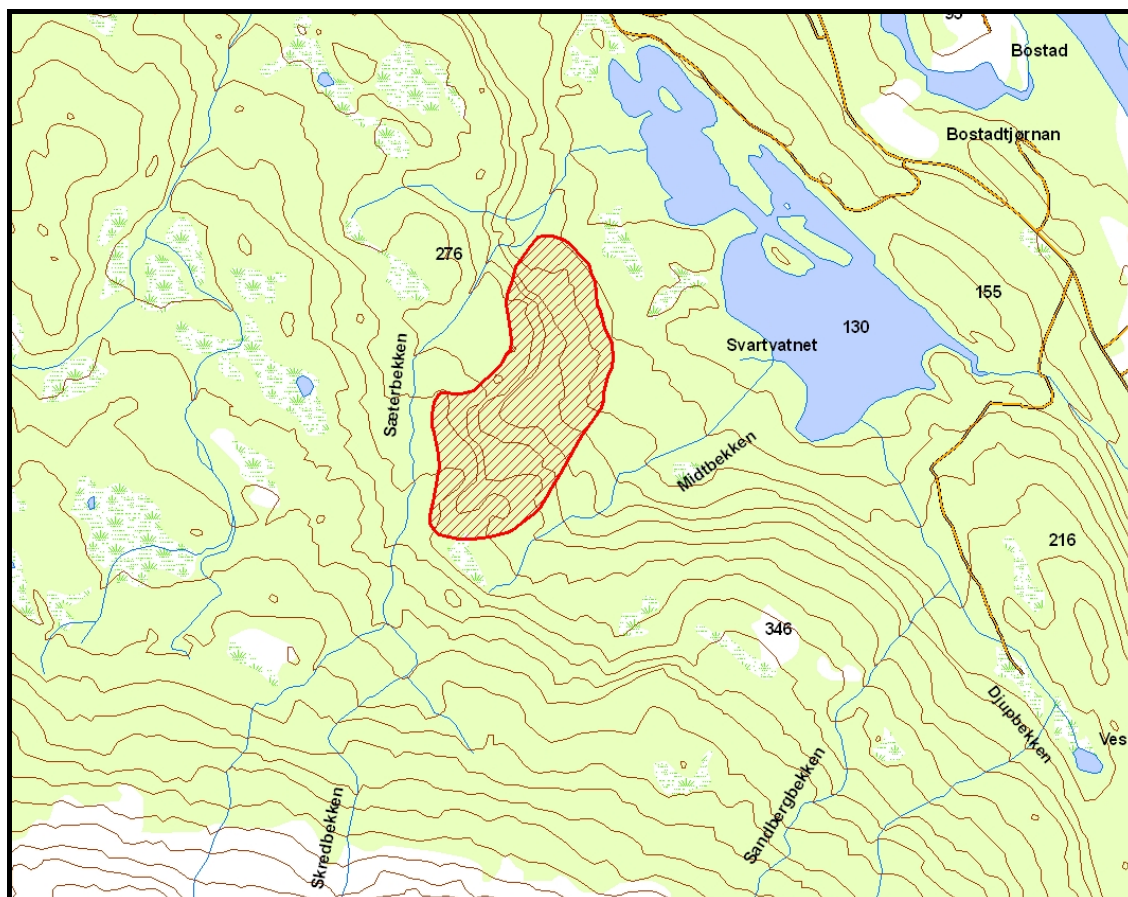 95
Bostad
Bostadtjørnan
276
155
130
Svartvatnet
Sæterbekken
Midtbekken
216
346
Djupbekken
Ves
Sandbergbekken
Skredbekken